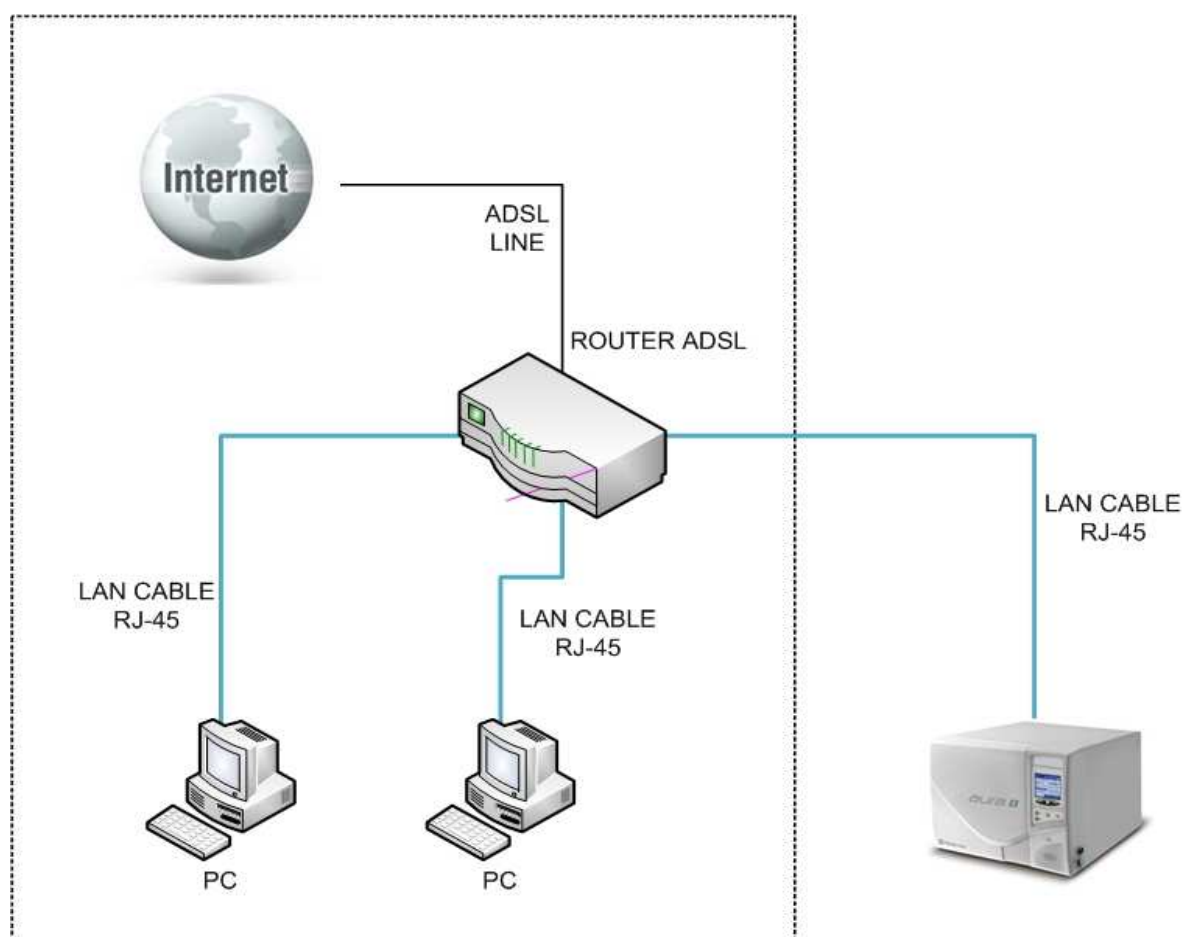 Internet
ADSL
LINE
ROUTER ADSL
LAN CABLE
RJ-45
LAN CABLE
RJ-45
LAN CABLE
RJ-45
PC
PC